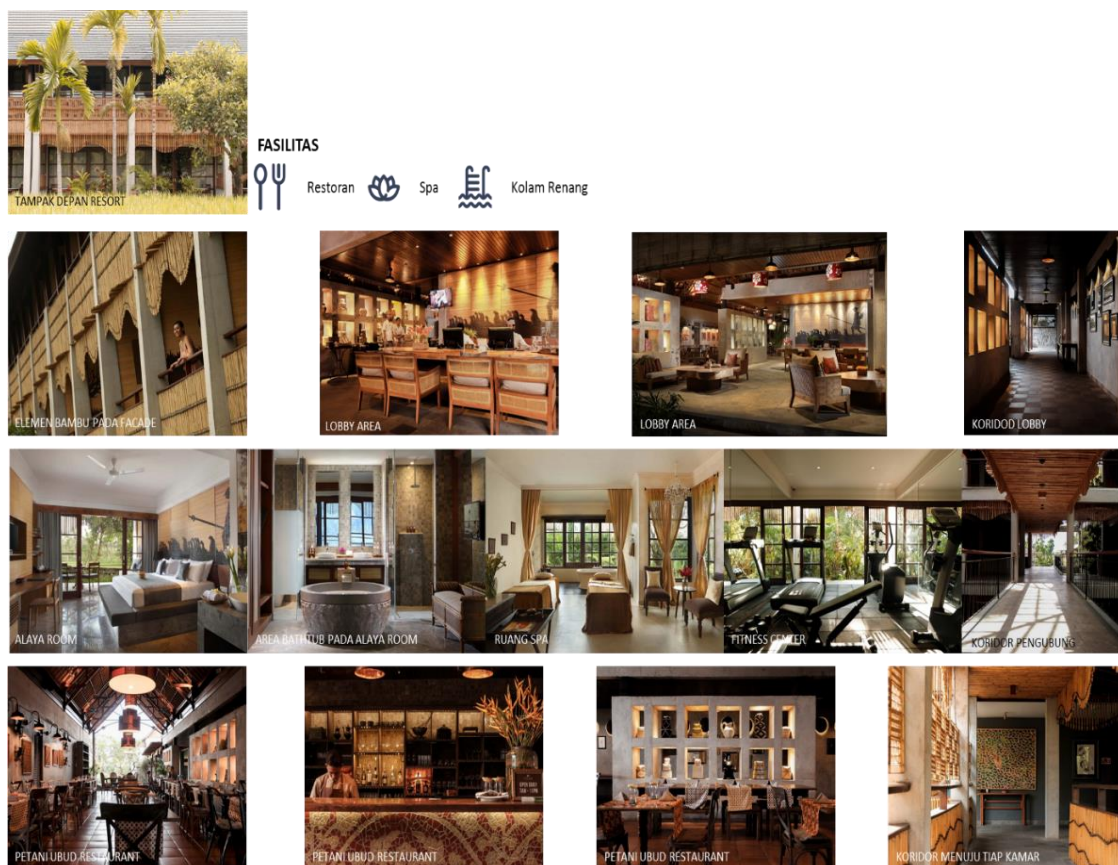 TAMPAK DEPAN RESORT
FASILITAS
Restoran
Spa
Kolam Renang
ELEMEN BAMBU PADA FACADE
LOBBY AREA
LOBBY AREA
KORIDOD LOBBY
ALAYA ROOM
AREA BATHTUB PADA ALAYA ROOM
RUANG SPA
FITNESS CENTER
KORIDOR PENGUBUNG
PETANI UBUD RESTAURANT
PETANI UBUD RESTAURANT
PETANI UBUD RESTAURANT
KORIDOR MENUJU TIAP KAMAR